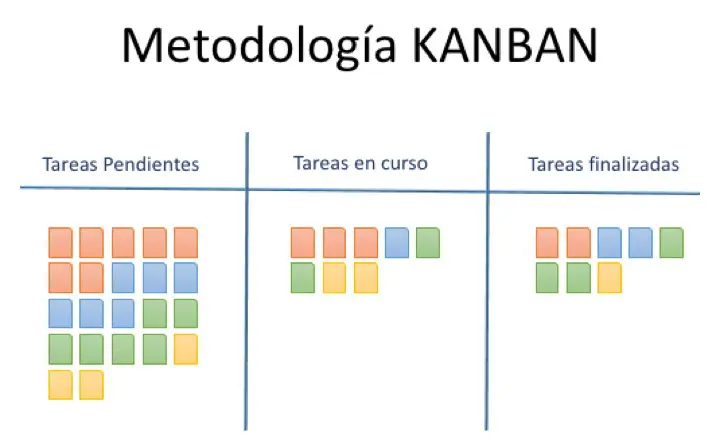 Metodología KANBAN
Tareas Pendientes
Tareas en curso
Tareas finalizadas